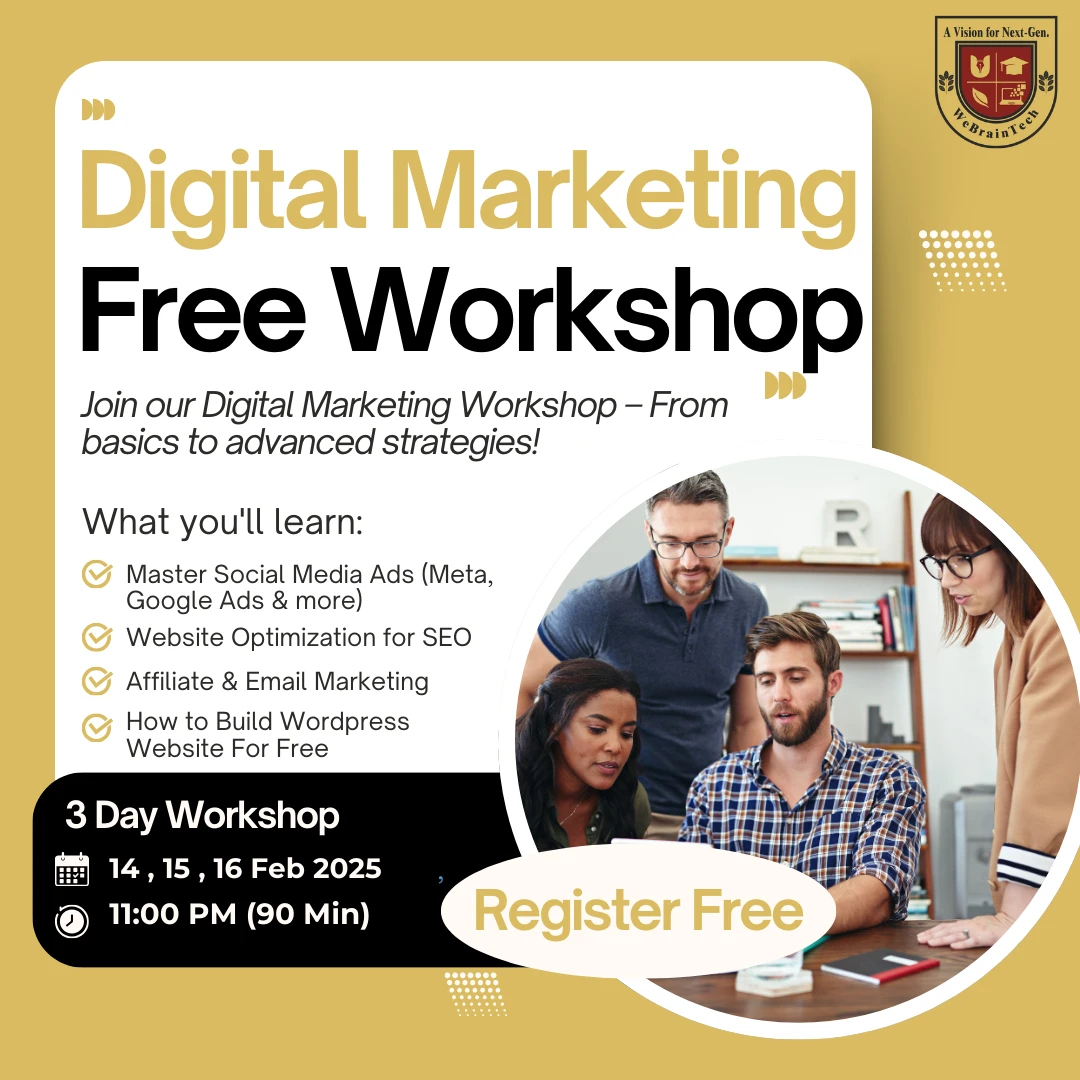 A Vision for Next-Gen.
WeBrainTech
Digital Marketing
Free Workshop
Join our Digital Marketing Workshop – From
basics to advanced strategies!
What you'll learn:
Master Social Media Ads (Meta,
Google Ads & more)
Website Optimization for SEO
Affiliate & Email Marketing
How to Build Wordpress
Website For Free
3 Day Workshop
14 , 15 , 16 Feb 2025
,
11:00 PM (90 Min)
Register Free
R